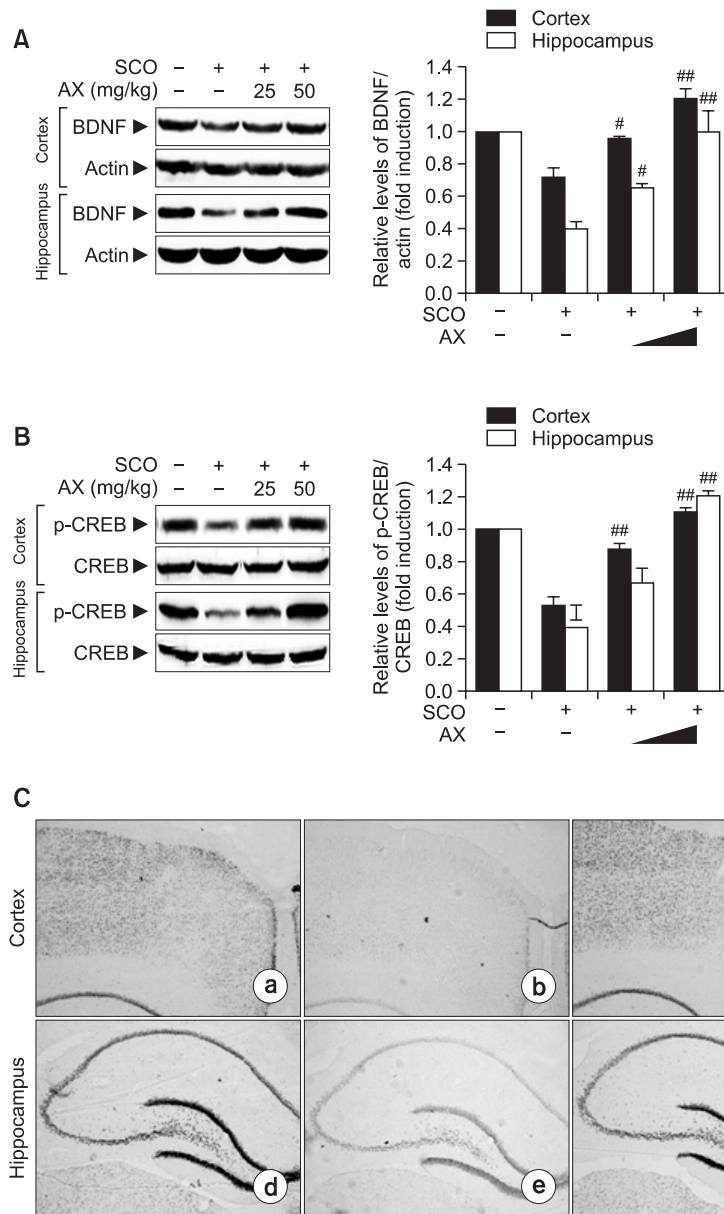 A
SCO − + + +
AX (mg/kg) − − 25 50
Cortex
BDNF
Actin
Hippocampus
BDNF
Actin
Cortex
Hippocampus
Relative levels of BDNF/
actin (fold induction)
1.4
1.2
1.0
0.8
0.6
0.4
0.2
0.0
# # ## ##
SCO − + + +
AX − −
B
SCO − + + +
AX (mg/kg) − − 25 50
Cortex
p-CREB
CREB
Hippocampus
p-CREB
CREB
Cortex
Hippocampus
Relative levels of p-CREB/
CREB (fold induction)
1.4
1.2
1.0
0.8
0.6
0.4
0.2
0.0
## ## ##
SCO − + + +
AX − −
C
Cortex
a b
Hippocampus
d e